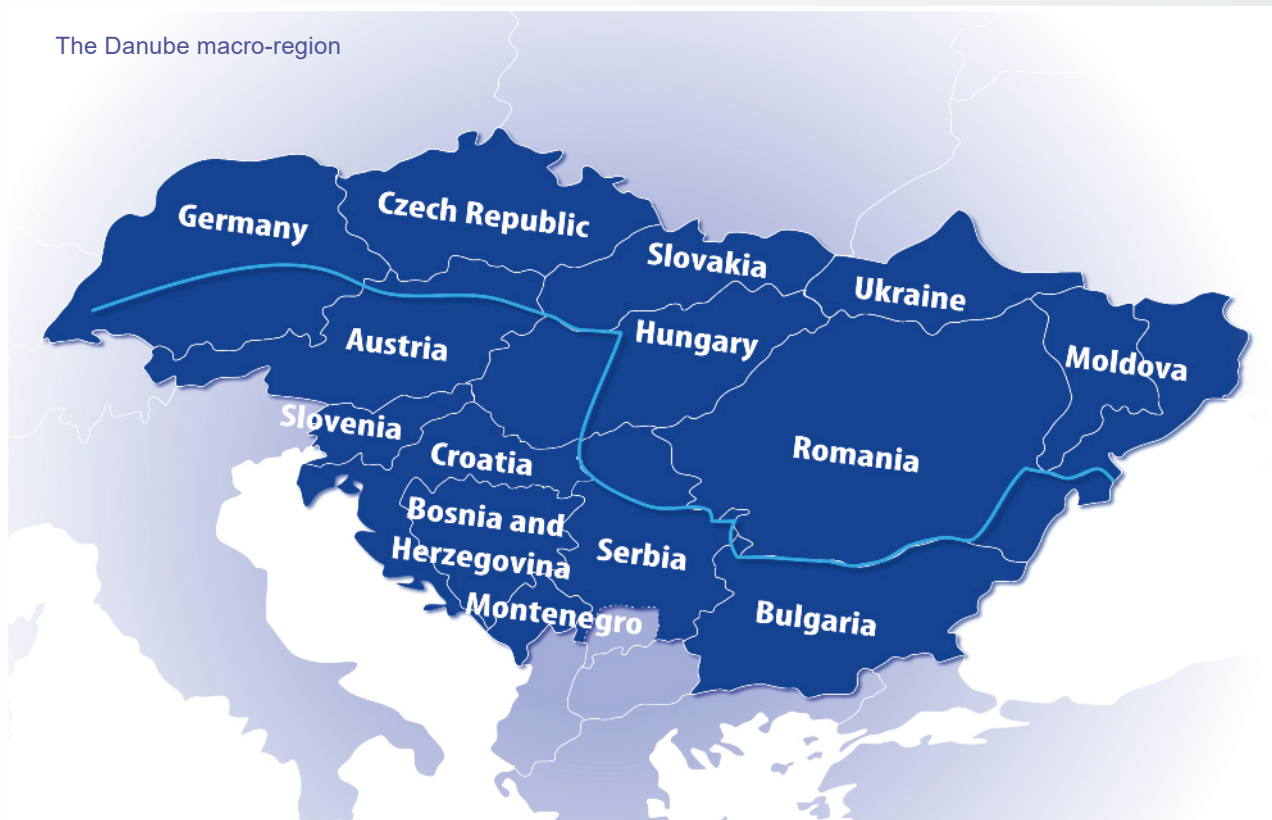 The Danube macro-region
Germany
Czech Republic
Slovakia
Ukraine
Austria
Hungary
Moldova
Slovenia
Croatia
Romania
Bosnia and
Herzegovina
Serbia
Montenegro
Bulgaria